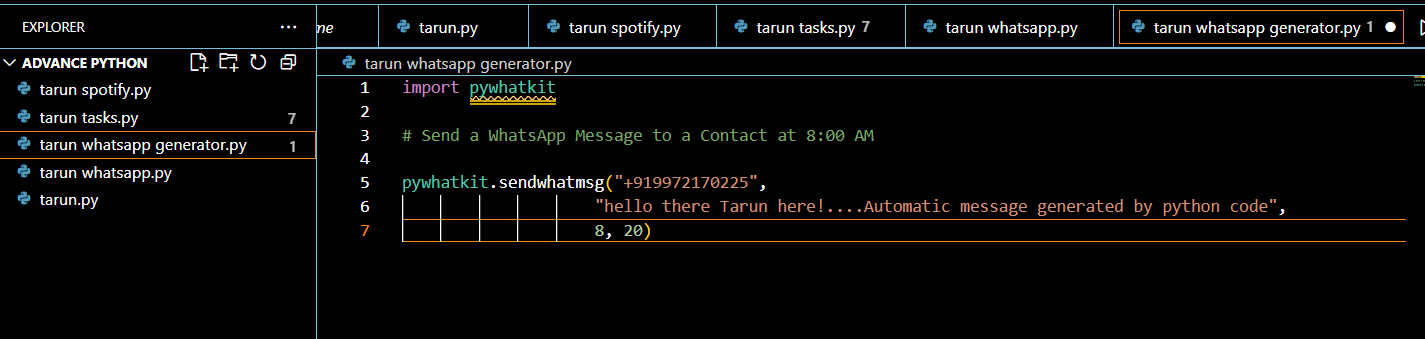 EXPLORER ...
me tarun.py tarun spotify.py tarun tasks.py 7 tarun whatsapp.py tarun whatsapp generator.py 1
ADVANCE PYTHON
tarun spotify.py
tarun tasks.py 7
tarun whatsapp generator.py 1
tarun whatsapp.py
tarun.py
tarun whatsapp generator.py
1 import pywhatkit
2
3 # Send a WhatsApp Message to a Contact at 8:00 AM
4
5 pywhatkit.sendwhatmsg("+919972170225",
6 "hello there Tarun here!....Automatic message generated by python code",
7 8, 20)